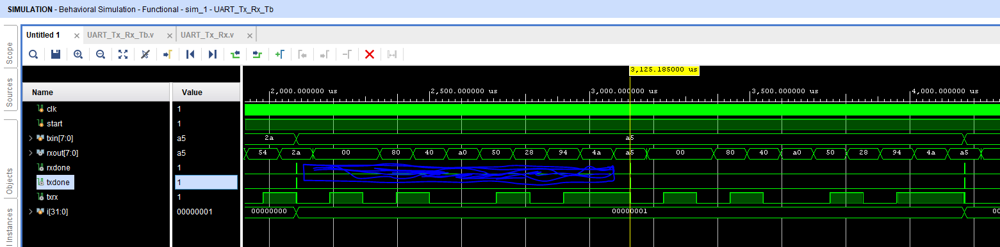 SIMULATION - Behavioral Simulation - Functional - sim_1 - UART_Tx_Rx_Tb
Scope
Sources
Objects
l Instances
Untitled 1 UART_Tx_Rx_Tb.v UART_Tx_Rx.v
3,125.185000 us
Name Value
2,000.000000 us 2,500.000000 us 3,000.000000 us 3,500.000000 us 4,000.000000 us
clk 1
start 1
txin[7:0] a5 2a a5
rxout[7:0] a5 54 2a 00 80 40 a0 50 28 94 4a a5 00 80 40 a0 50 28 94 4a a5
rxdone 1
txdone 1
txrx 1
i[31:0] 00000001 00000000 00000001 00